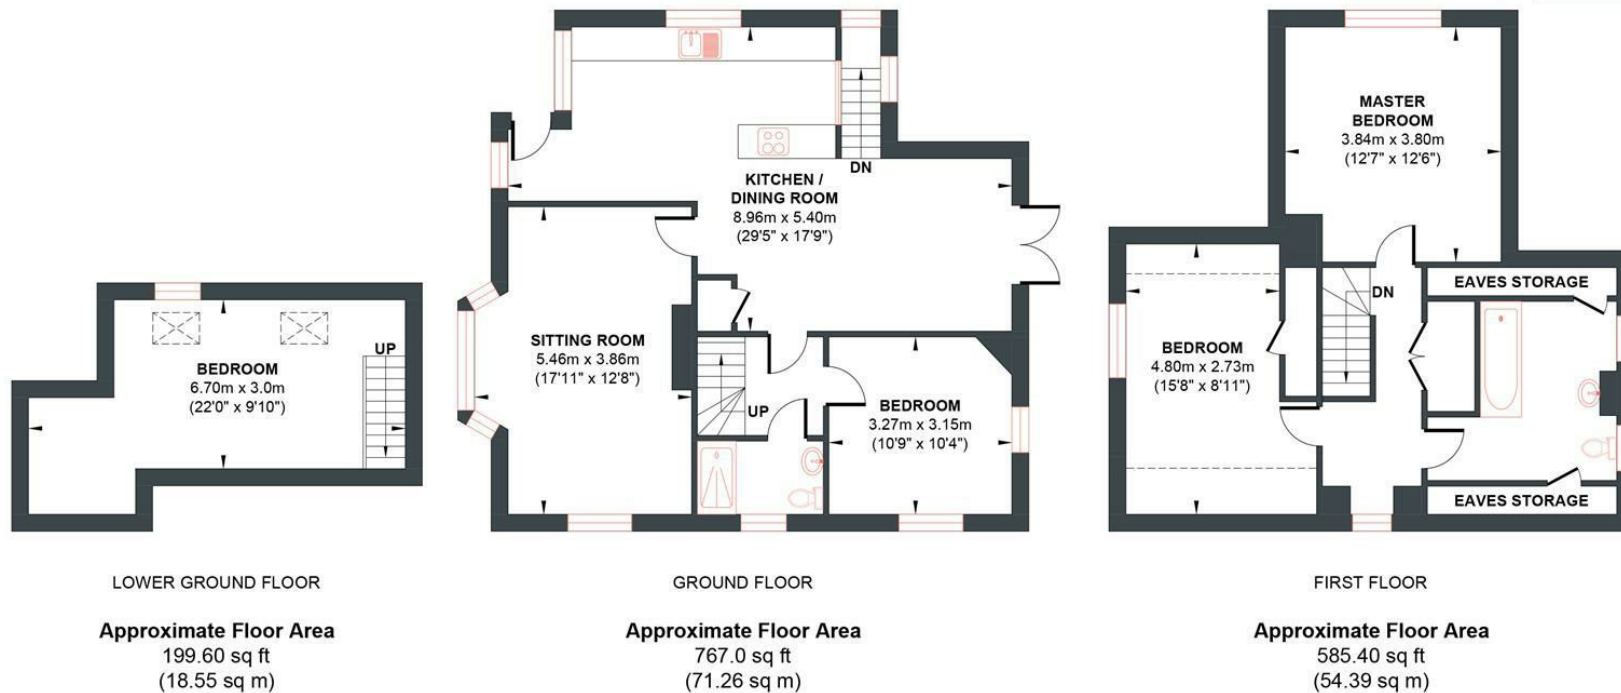 BEDROOM
6.70m x 3.0m
(22'0" x 9'10")
UP
LOWER GROUND FLOOR
Approximate Floor Area
199.60 sq ft
(18.55 sq m)
KITCHEN /
DINING ROOM
8.96m x 5.40m
(29'5" x 17'9")
DN
SITTING ROOM
5.46m x 3.86m
(17'11" x 12'8")
UP
BEDROOM
3.27m x 3.15m
(10'9" x 10'4")
GROUND FLOOR
Approximate Floor Area
767.0 sq ft
(71.26 sq m)
MASTER
BEDROOM
3.84m x 3.80m
(12'7" x 12'6")
EAVES STORAGE
DN
BEDROOM
4.80m x 2.73m
(15'8" x 8'11")
EAVES STORAGE
FIRST FLOOR
Approximate Floor Area
585.40 sq ft
(54.39 sq m)